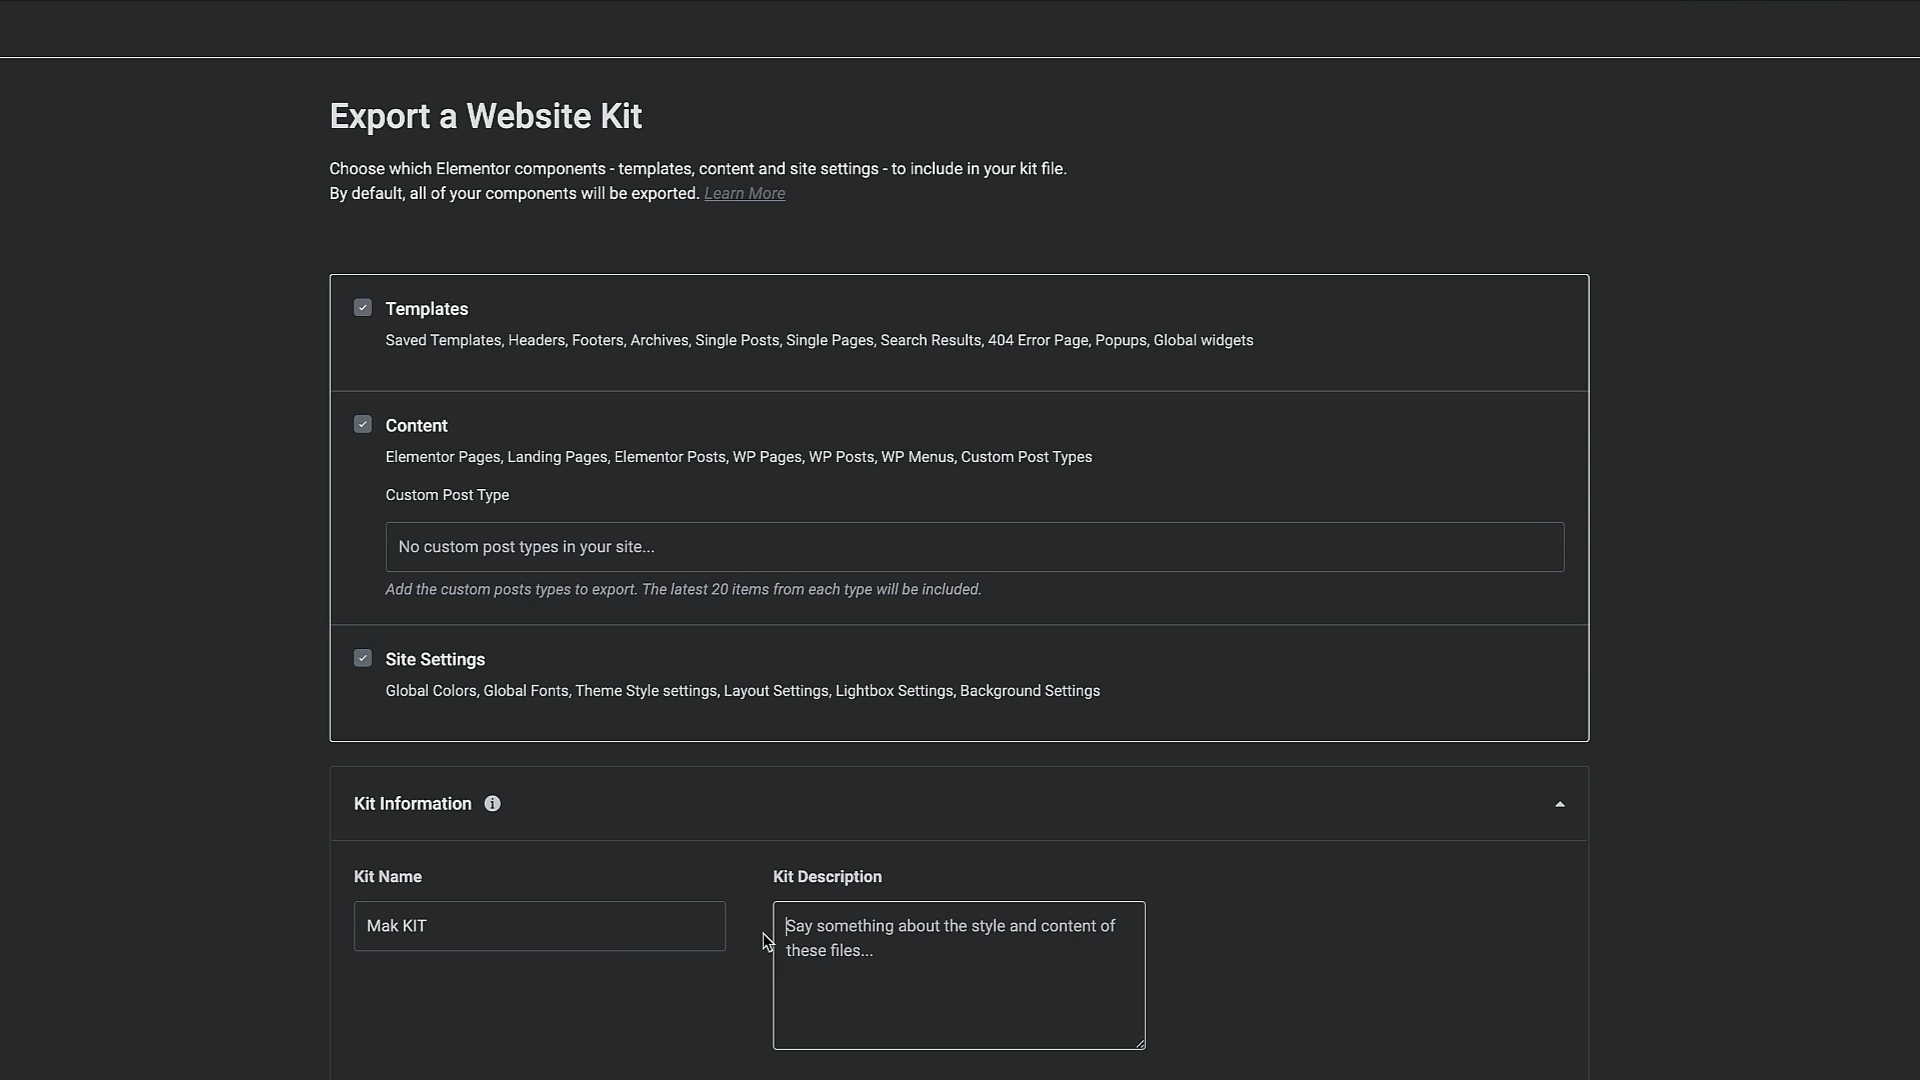 Export a Website Kit
Choose which Elementor components - templates, content and site settings - to include in your kit file.
By default, all of your components will be exported. Learn More
Templates
Saved Templates, Headers, Footers, Archives, Single Posts, Single Pages, Search Results, 404 Error Page, Popups, Global widgets
Content
Elementor Pages, Landing Pages, Elementor Posts, WP Pages, WP Posts, WP Menus, Custom Post Types
Custom Post Type
No custom post types in your site...
Add the custom posts types to export. The latest 20 items from each type will be included.
Site Settings
Global Colors, Global Fonts, Theme Style settings, Layout Settings, Lightbox Settings, Background Settings
Kit Information
Kit Name
Mak KIT
Kit Description
Say something about the style and content of
these files...